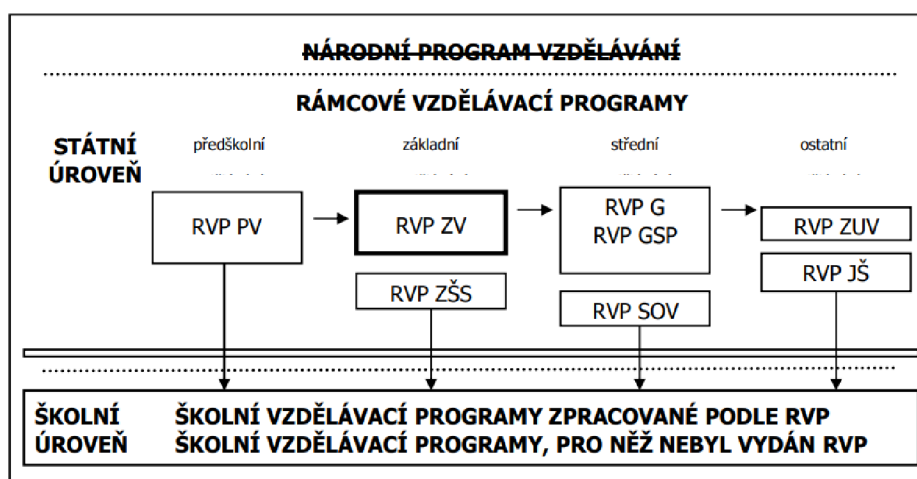 NÁRODNÍ PROGRAM VZDĚLÁVÁNÍ
RÁMCOVÉ VZDĚLÁVACÍ PROGRAMY
STÁTNÍ ÚROVEŇ
předškolní základní střední ostatní
RVP PV
RVP ZV
RVP G
RVP GSP
RVP ZUV
RVP ZŠS
RVP SOV
RVP JŠ
ŠKOLNÍ ÚROVEŇ
ŠKOLNÍ VZDĚLÁVACÍ PROGRAMY ZPRACOVANÉ PODLE RVP
ŠKOLNÍ VZDĚLÁVACÍ PROGRAMY, PRO NĚŽ NEBYL VYDÁN RVP